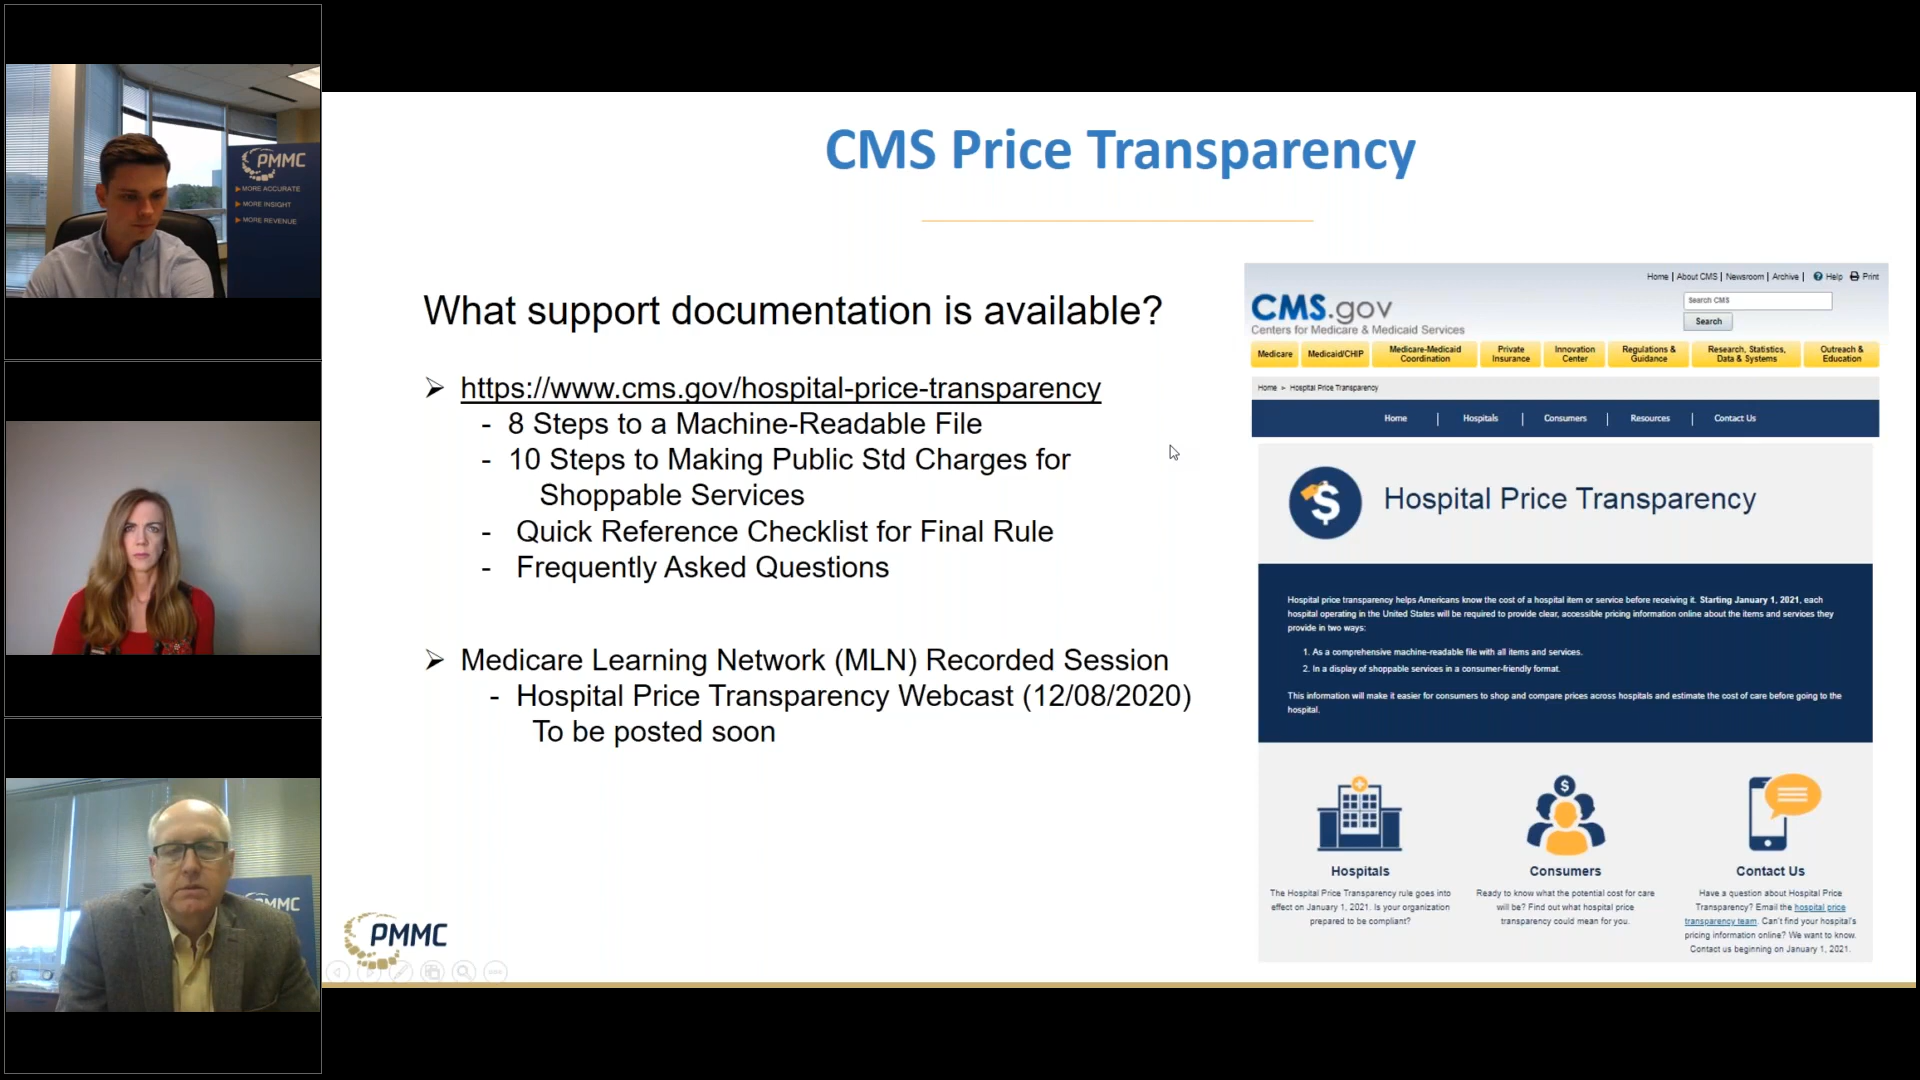 PMMC
MORE ACCURATE
MORE INSIGHT
MORE REVENUE
PMMC
CMS Price Transparency
What support documentation is available?
➢ https://www.cms.gov/hospital-price-transparency
- 8 Steps to a Machine-Readable File
- 10 Steps to Making Public Std Charges for
Shoppable Services
- Quick Reference Checklist for Final Rule
- Frequently Asked Questions
➢ Medicare Learning Network (MLN) Recorded Session
- Hospital Price Transparency Webcast (12/08/2020)
To be posted soon
PMMC
Home | About CMS | Newsroom | Archive | Help Print
CMS.gov
Centers for Medicare & Medicaid Services
Search CMS
Search
Medicare
Medicaid/CHIP
Medicare-Medicaid
Coordination
Private
Insurance
Innovation
Center
Regulations &
Guidance
Research, Statistics,
Data & Systems
Outreach &
Education
Home > Hospital Price Transparency
Home | Hospitals | Consumers | Resources | Contact Us
$
Hospital Price Transparency
Hospital price transparency helps Americans know the cost of a hospital item or service before receiving it. Starting January 1, 2021, each
hospital operating in the United States will be required to provide clear, accessible pricing information online about the items and services they
provide in two ways:
1. As a comprehensive machine-readable file with all items and services.
2. In a display of shoppable services in a consumer-friendly format.
This information will make it easier for consumers to shop and compare prices across hospitals and estimate the cost of care before going to the
hospital.
Hospitals
The Hospital Price Transparency rule goes into
effect on January 1, 2021. Is your organization
prepared to be compliant?
$
Consumers
Ready to know what the potential cost for care
will be? Find out what hospital price
transparency could mean for you.
Contact Us
Have a question about Hospital Price
Transparency? Email the hospital price
transparency team. Can't find your hospital's
pricing information online? We want to know.
Contact us beginning on January 1, 2021.